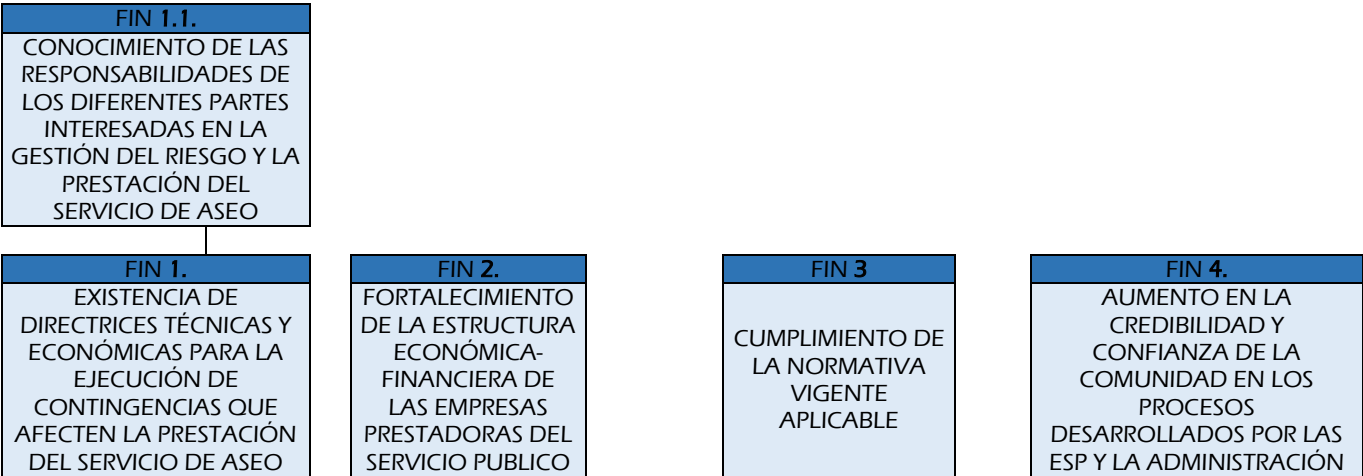 FIN 1.1.
CONOCIMIENTO DE LAS
RESPONSABILIDADES DE
LOS DIFERENTES PARTES
INTERESADAS EN LA
GESTIÓN DEL RIESGO Y LA
PRESTACIÓN DEL
SERVICIO DE ASEO
FIN 1.
EXISTENCIA DE
DIRECTRICES TÉCNICAS Y
ECONÓMICAS PARA LA
EJECUCIÓN DE
CONTINGENCIAS QUE
AFECTEN LA PRESTACIÓN
DEL SERVICIO DE ASEO
FIN 2.
FORTALECIMIENTO
DE LA ESTRUCTURA
ECONÓMICA-
FINANCIERA DE
LAS EMPRESAS
PRESTADORAS DEL
SERVICIO PUBLICO
FIN 3
CUMPLIMIENTO DE
LA NORMATIVA
VIGENTE
APLICABLE
FIN 4.
AUMENTO EN LA
CREDIBILIDAD Y
CONFIANZA DE LA
COMUNIDAD EN LOS
PROCESOS
DESARROLLADOS POR LAS
ESP Y LA ADMINISTRACIÓN